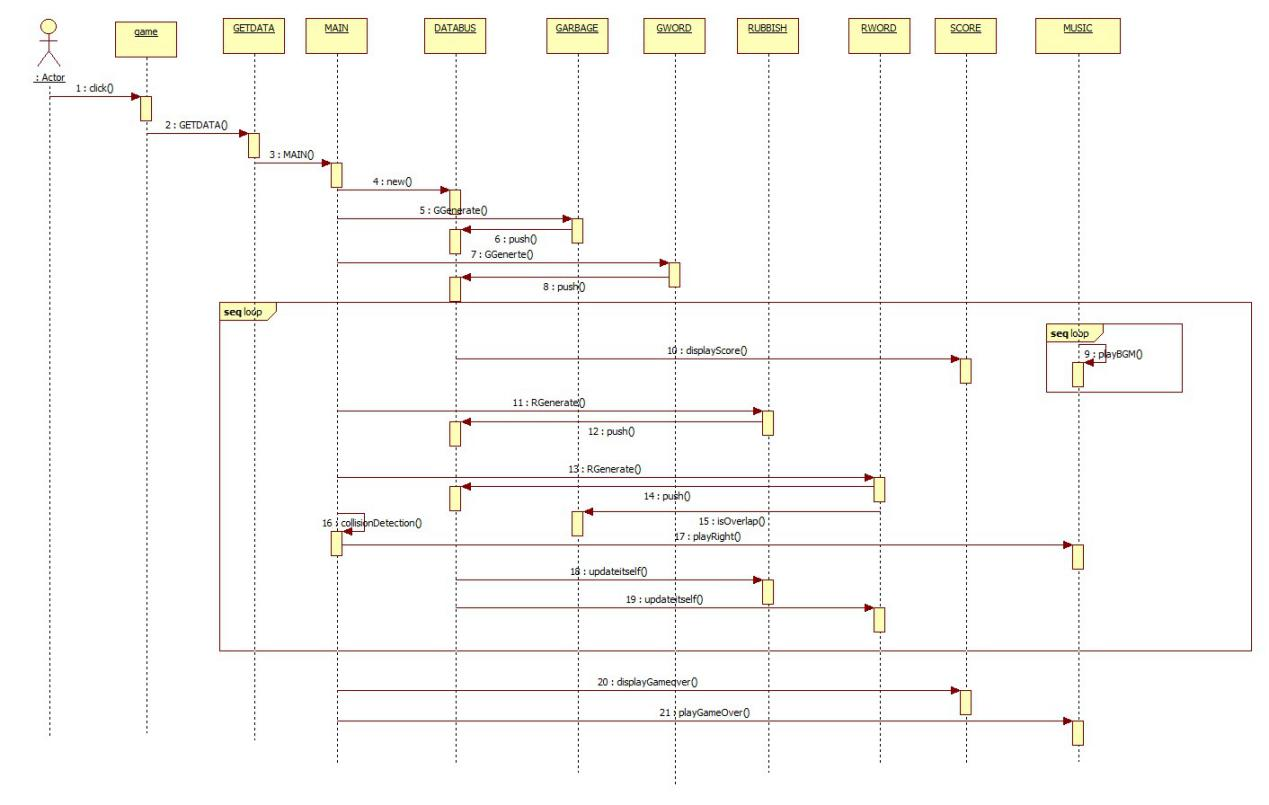 game
GETDATA
MAIN
DATABUS
GARBAGE
GWORD
RUBBISH
RWORD
SCORE
MUSIC
: Actor
1 : click()
2 : GETDATA()
3 : MAIN()
4 : new()
5 : GGenerate()
6 : push()
7 : GGenerte()
8 : push()
seq loop
seq loop
9 : playBGM()
10 : displayScore()
11 : RGenerate()
12 : push()
13 : RGenerate()
14 : push()
15 : isOverlap()
16 : collisionDetection()
17 : playRight()
18 : updateitself()
19 : updateitself()
20 : displayGameover()
21 : playGameOver()